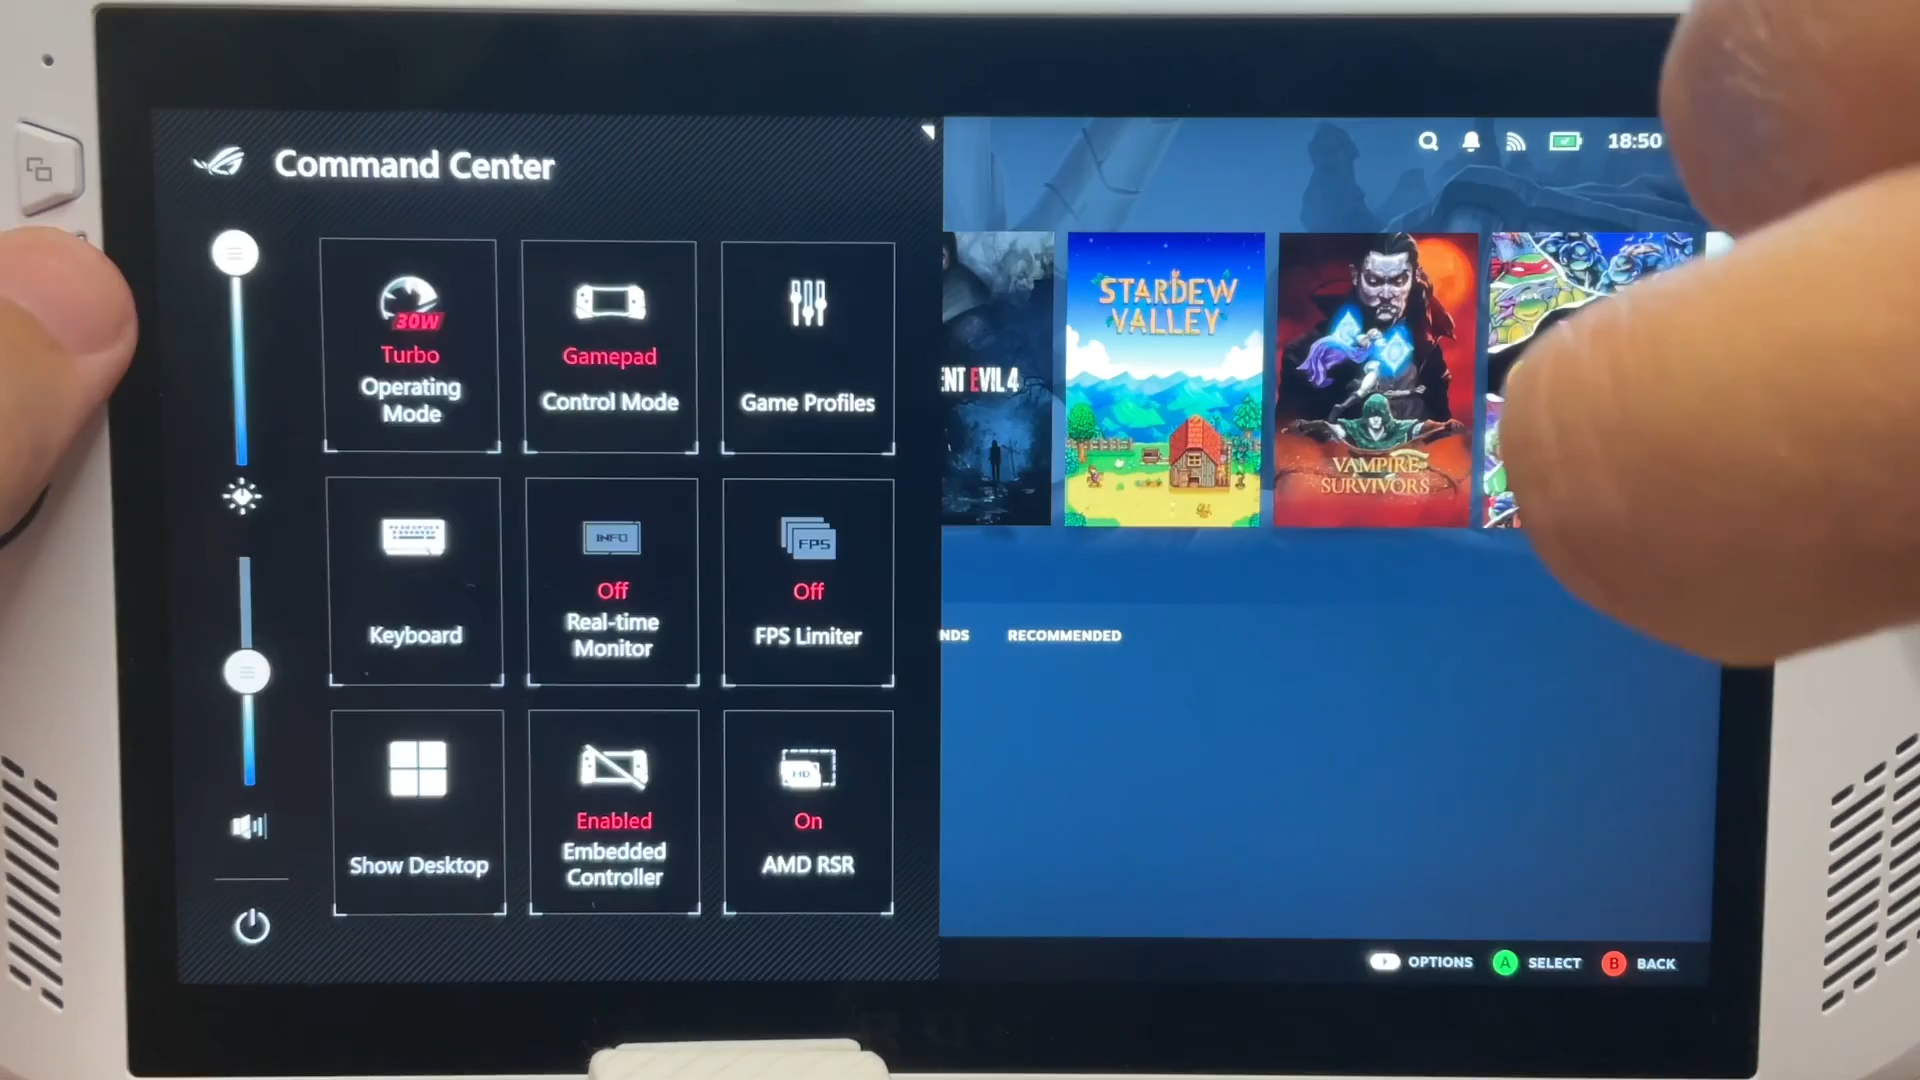 Command Center
18:50
30W
Turbo
Operating
Mode
Gamepad
Control Mode
Game Profiles
Keyboard
INFO
Off
Real-time
Monitor
FPS
Off
FPS Limiter
Show Desktop
Enabled
Embedded
Controller
HD
On
AMD RSR
ENT EVIL 4
STARDEW
VALLEY
VAMPIRE
SURVIVORS
NDS
RECOMMENDED
OPTIONS
A
SELECT
B
BACK